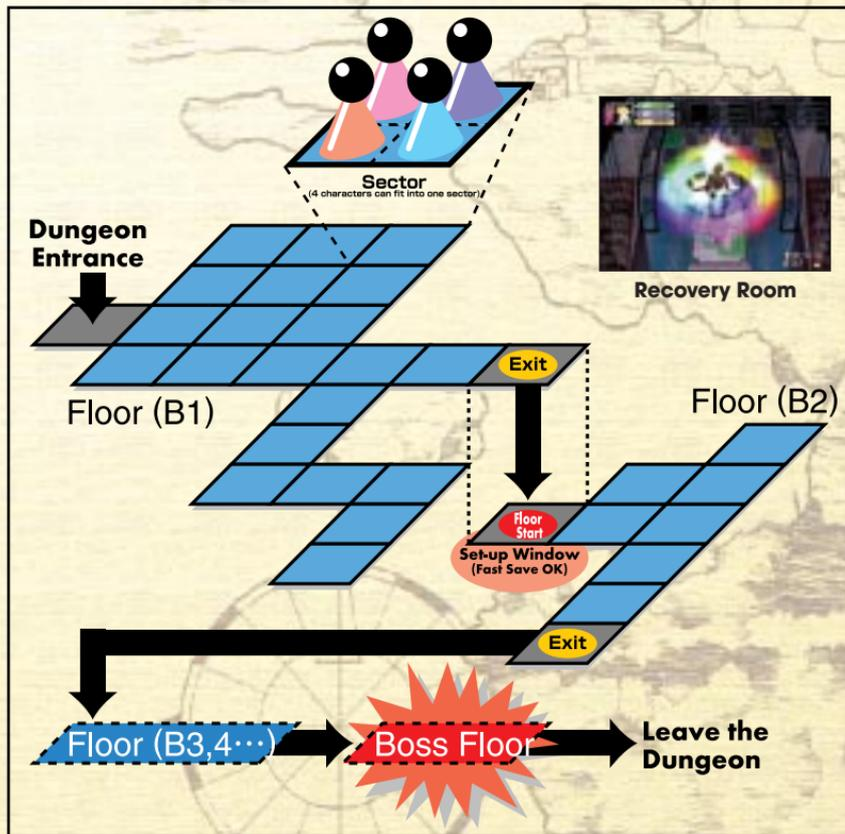 Sector
(4 characters can fit into one sector)
Dungeon
Entrance
Recovery Room
Exit
Floor (B1)
Floor (B2)
Floor
Start
Set-up Window
(Fast Save OK)
Exit
Floor (B3,4…)
Boss Floor
Leave the
Dungeon